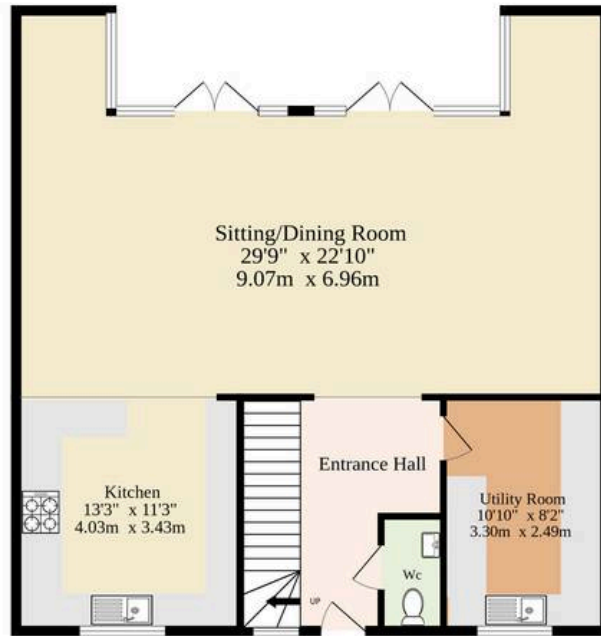 Sitting/Dining Room
29'9" x 22'10"
9.07m x 6.96m
Entrance Hall
Kitchen
13'3" x 11'3"
4.03m x 3.43m
Utility Room
10'10" x 8'2"
3.30m x 2.49m
Wc
UP